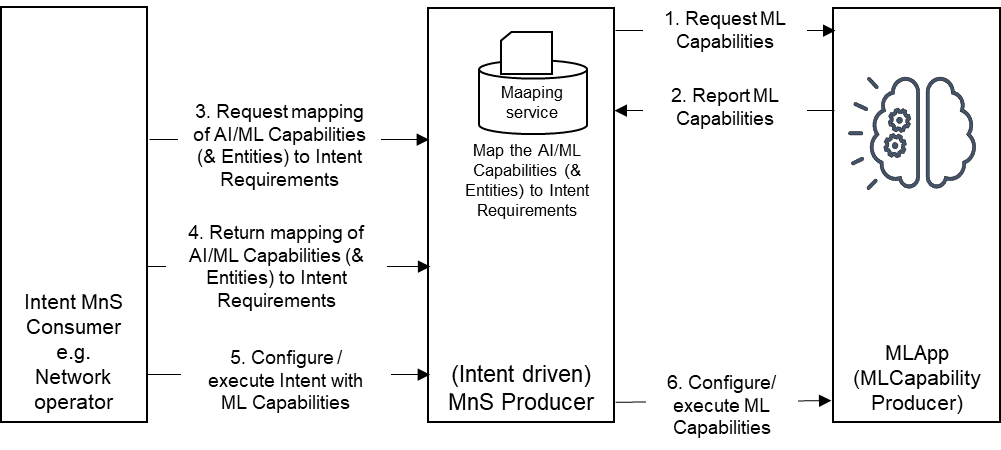 Intent MnS
Consumer
e.g.
Network
operator
3. Request mapping
of AI/ML Capabilities
(& Entities) to Intent
Requirements
4. Return mapping of
AI/ML Capabilities (&
Entities) to Intent
Requirements
5. Configure /
execute Intent with
ML Capabilities
Maaping
service
Map the AI/ML
Capabilities (&
Entities) to Intent
Requirements
(Intent driven)
MnS Producer
1. Request ML
Capabilities
2. Report ML
Capabilities
6. Configure/
execute ML
Capabilities
MLApp
(MLCapability
Producer)